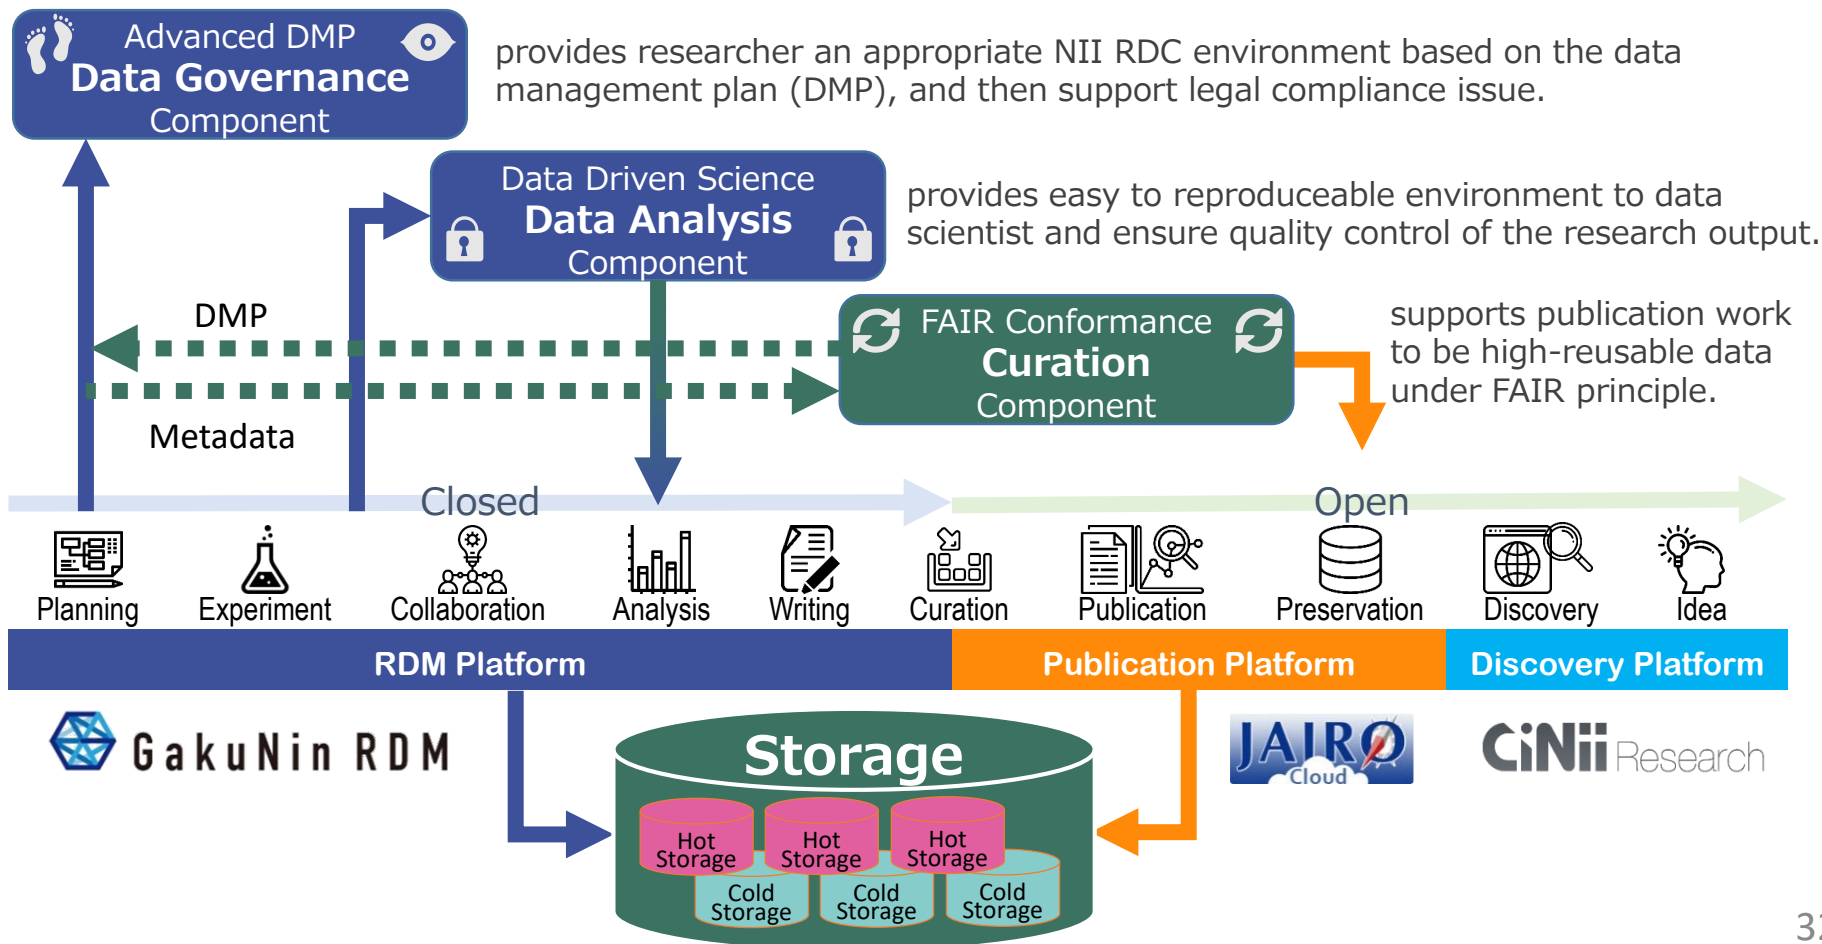 Advanced DMP
Data Governance
Component
provides researcher an appropriate NII RDC environment based on the data
management plan (DMP), and then support legal compliance issue.
Data Driven Science
Data Analysis
Component
provides easy to reproduceable environment to data
scientist and ensure quality control of the research output.
DMP
FAIR Conformance
Curation
Component
supports publication work
to be high-reusable data
under FAIR principle.
Metadata
Closed
Open
Planning
Experiment
Collaboration
Analysis
Writing
Curation
Publication
Preservation
Discovery
Idea
RDM Platform
Publication Platform
Discovery Platform
GakuNin RDM
Storage
JAIRO
Cloud
CiNii Research
Hot
Storage
Hot
Storage
Hot
Storage
Cold
Storage
Cold
Storage
Cold
Storage